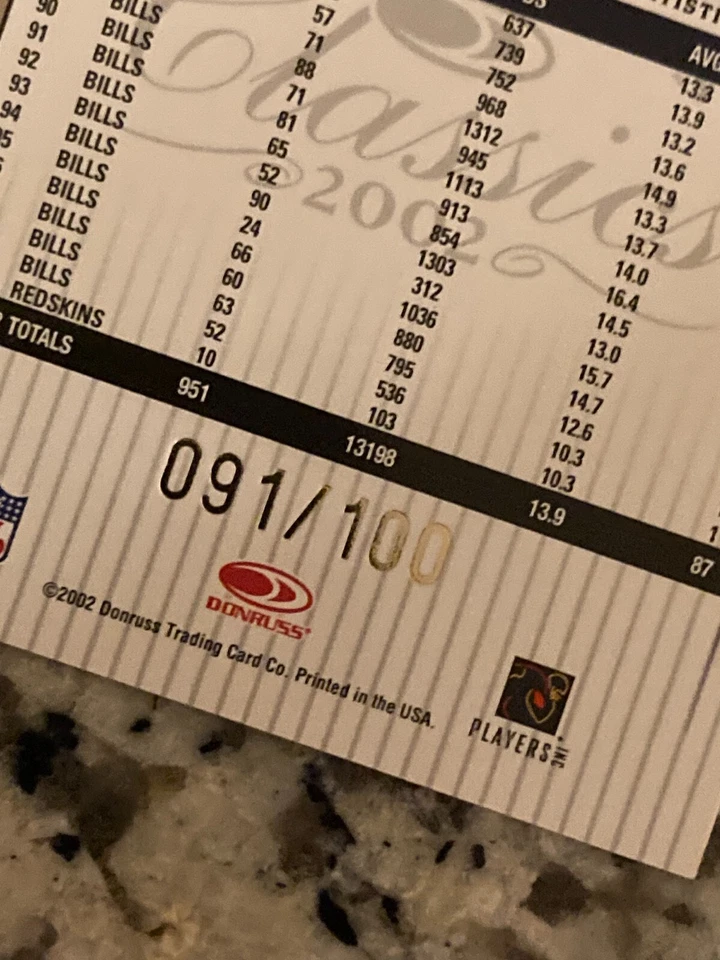 AVG
637 13.3
739 13.9
57 752 13.2
71 968 13.6
BILLS 88 1312 14.9
90 BILLS 71 945 13.3
91 BILLS 81 1113 13.7
92 BILLS 65 913 14.0
93 BILLS 52 854 16.4
94 BILLS 90 1303 14.5
5 BILLS 24 312 13.0
BILLS 66 1036 15.7
BILLS 60 880 14.7
BILLS 63 795 12.6
BILLS 52 536 10.3
REDSKINS 10 103 10.3 1
TOTALS 951 13198 13.9 87
Classics
2002
091/100
DONRUSS
©2002 Donruss Trading Card Co. Printed in the USA.
PLAYERS INC